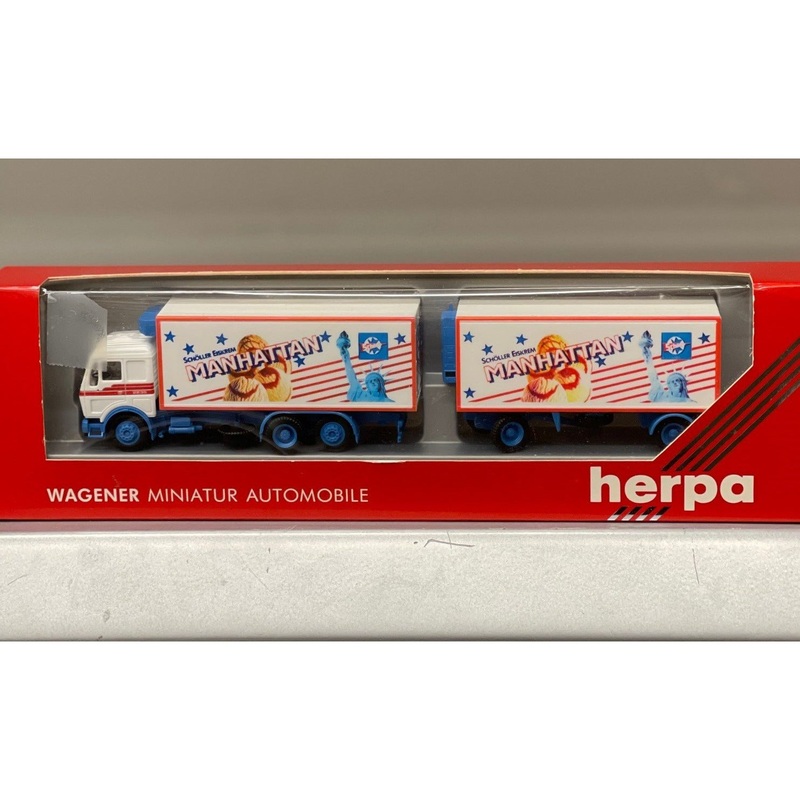 SCHÖLLER EISKREM
MANHATTAN
SCHÖLLER EISKREM
MANHATTAN
WAGENER MINIATUR AUTOMOBILE
herpa